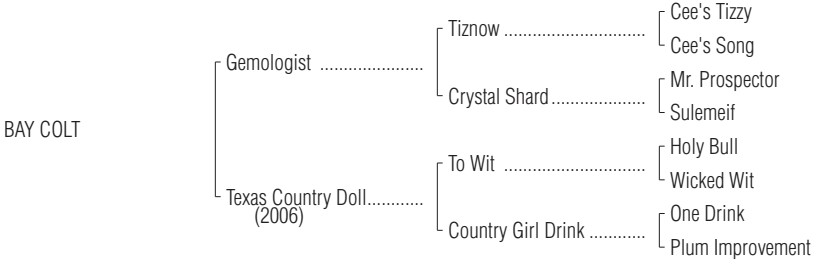 Cee's Tizzy
Tiznow ..............................
Cee's Song
Gemologist ......................
Mr. Prospector
Crystal Shard....................
Sulemeif
BAY COLT
Holy Bull
To Wit ..............................
Wicked Wit
Texas Country Doll............
(2006)
One Drink
Country Girl Drink ............
Plum Improvement